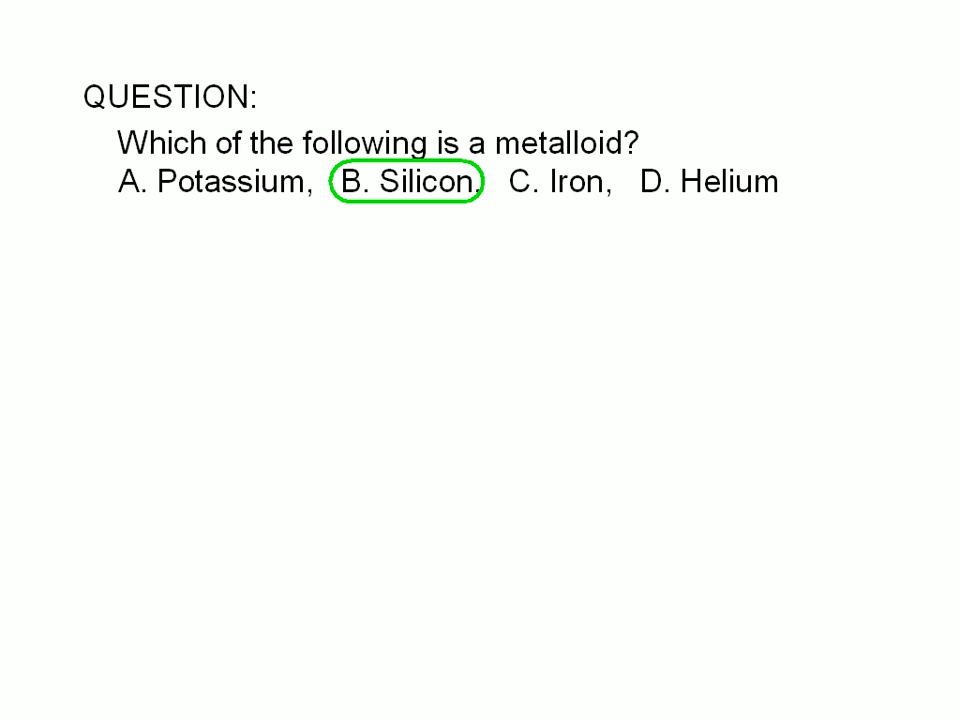 QUESTION:
Which of the following is a metalloid?
A. Potassium, B. Silicon, C. Iron, D. Helium